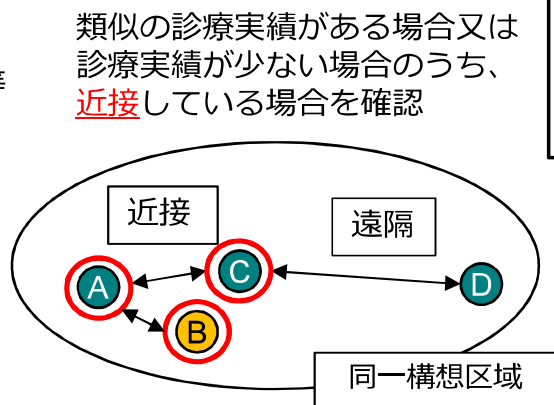 類似の診療実績がある場合又は
診療実績が少ない場合のうち、
近接している場合を確認
近接
遠隔
A
C
D
B
同一構想区域